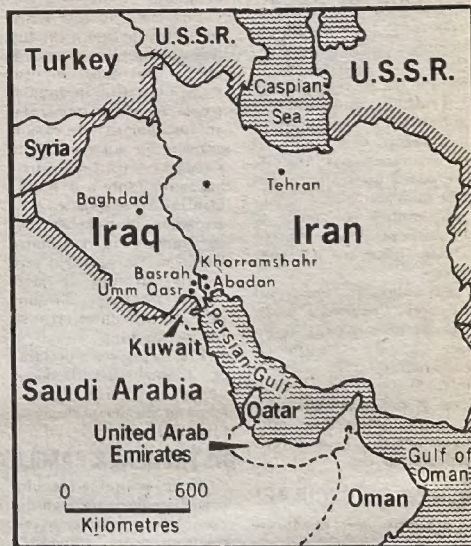 U.S.S.R.
Turkey
Caspian
Sea
U.S.S.R.
Syria
Tehran
Baghdad
Iraq
Iran
Khorramshahr
Basrah
Abadan
Umm Qasr
Persian Gulf
Kuwait
Saudi Arabia
Qatar
United Arab
Emirates
Gulf of
Oman
Oman
0 600
Kilometres